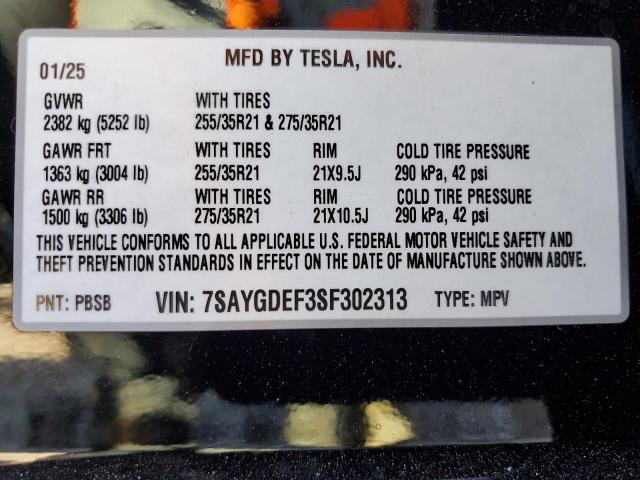 MFD BY TESLA, INC.
01/25
GVWR WITH TIRES
2382 kg (5252 lb) 255/35R21 & 275/35R21
GAWR FRT WITH TIRES RIM COLD TIRE PRESSURE
1363 kg (3004 lb) 255/35R21 21X9.5J 290 kPa, 42 psi
GAWR RR WITH TIRES RIM COLD TIRE PRESSURE
1500 kg (3306 lb) 275/35R21 21X10.5J 290 kPa, 42 psi
THIS VEHICLE CONFORMS TO ALL APPLICABLE U.S. FEDERAL MOTOR VEHICLE SAFETY AND
THEFT PREVENTION STANDARDS IN EFFECT ON THE DATE OF MANUFACTURE SHOWN ABOVE.
PNT: PBSB VIN: 7SAYGDEF3SF302313 TYPE: MPV